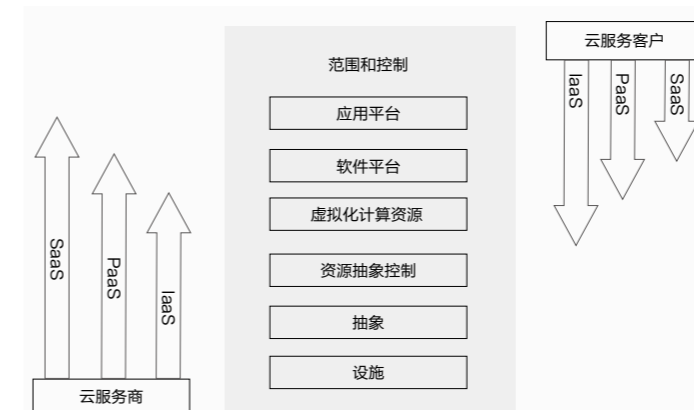 云服务客户
范围和控制
IaaS
PaaS
SaaS
应用平台
软件平台
虚拟化计算资源
资源抽象控制
抽象
设施
SaaS
PaaS
IaaS
云服务商